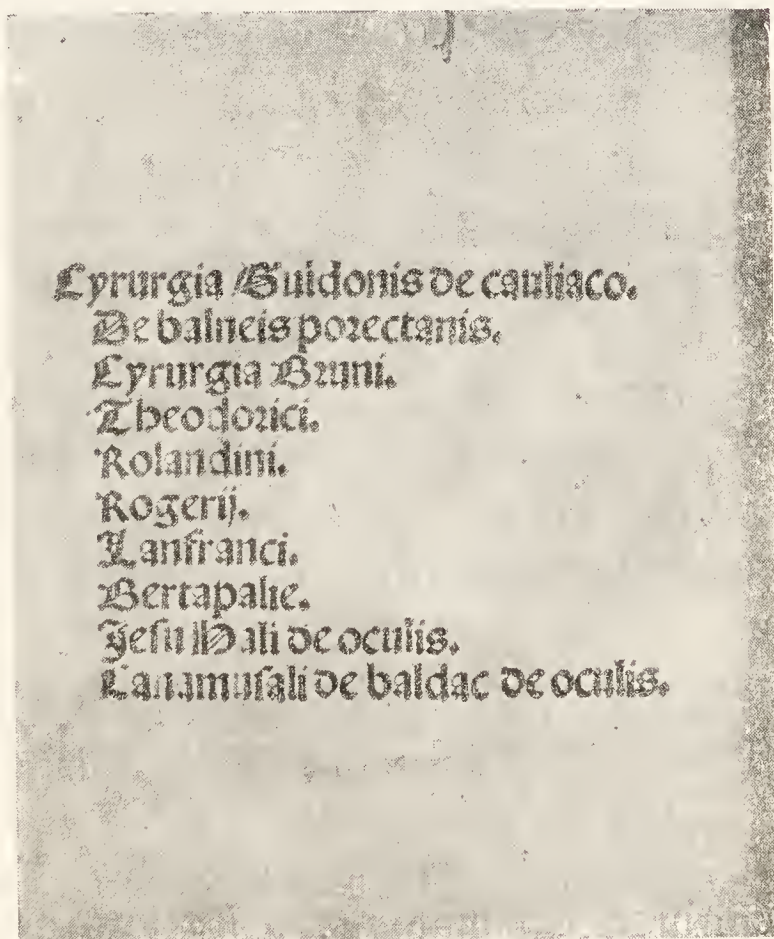 Cyrurgia Guidonis de cauliaco.
De balneis porectanis.
Cyrurgia Bruni.
Theodorici.
Rolandini.
Rogerij.
Lanfranci.
Bertapalie.
Jesu Hali de oculis.
Canamusali de baldac de oculis.